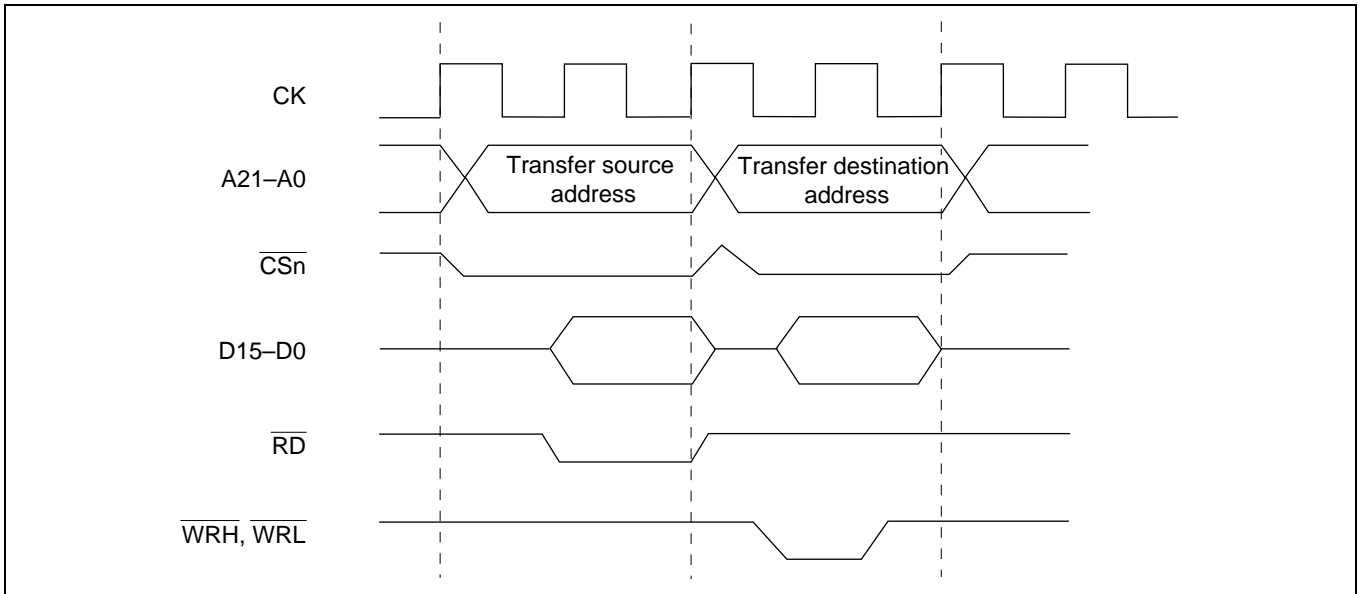 CK
A21–A0
Transfer source
address
Transfer destination
address
CSn
D15–D0
RD
WRH, WRL